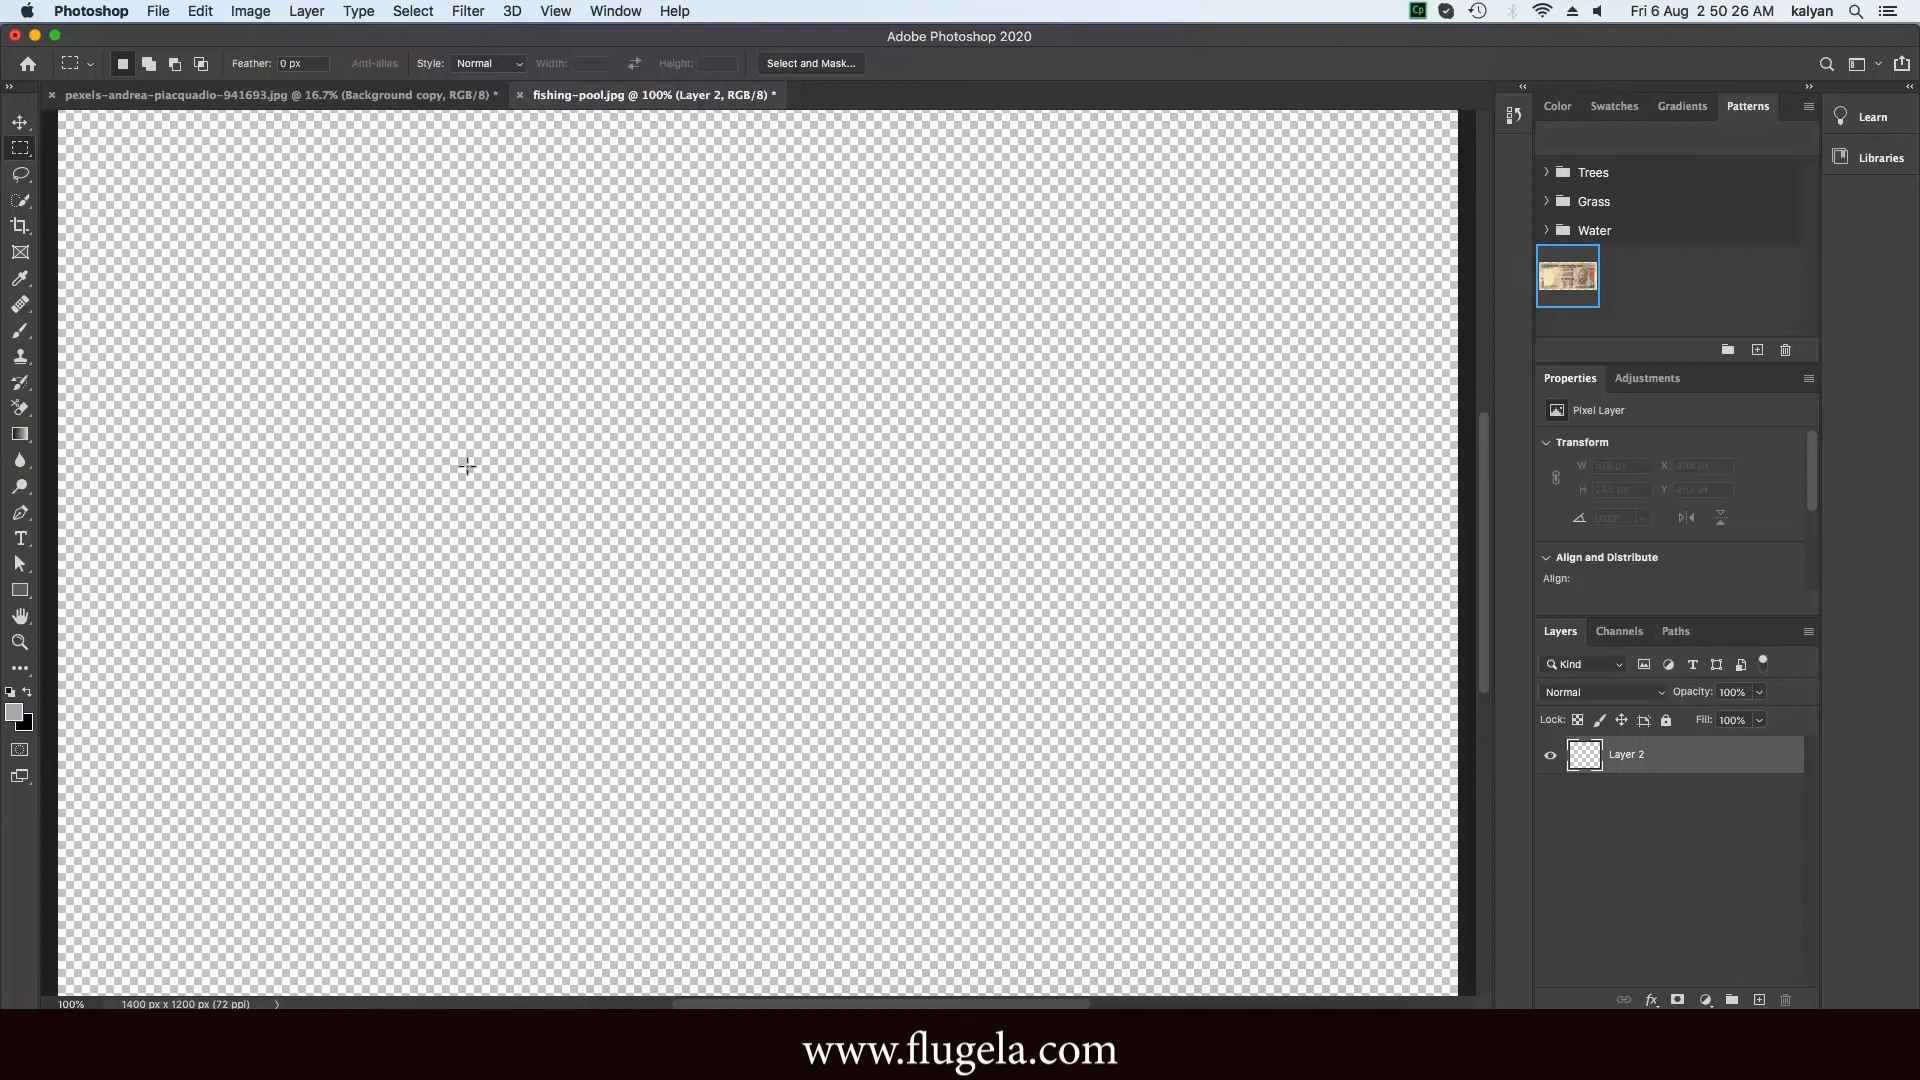 Photoshop File Edit Image Layer Type Select Filter 3D View Window Help
Fri 6 Aug 2 50 26 AM kalyan
Adobe Photoshop 2020
Feather: 0 px Anti-alias Style: Normal Width: Height: Select and Mask...
pexels-andrea-piacquadio-941693.jpg @ 16.7% (Background copy, RGB/8) *
fishing-pool.jpg @ 100% (Layer 2, RGB/8) *
Color Swatches Gradients Patterns
Learn
Libraries
Trees
Grass
Water
Properties Adjustments
Pixel Layer
Transform
W X
H Y
Align and Distribute
Align:
Layers Channels Paths
Kind
Normal Opacity: 100%
Lock: Fill: 100%
Layer 2
fx
100% 1400 px x 1200 px (72 ppi)
www.flugela.com